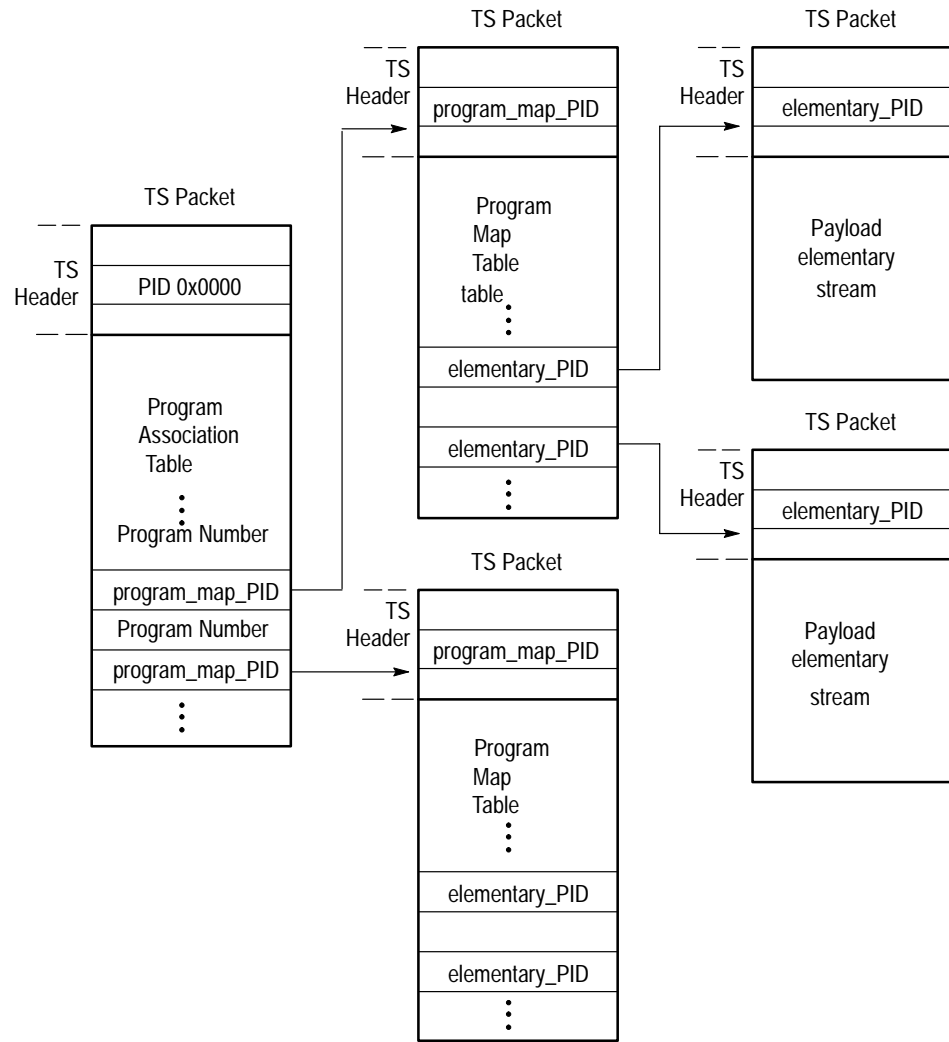 TS Packet
TS
Header
PID 0x0000
Program
Association
Table
Program Number
program_map_PID
Program Number
program_map_PID
TS Packet
TS
Header
program_map_PID
Program
Map
Table
table
elementary_PID
elementary_PID
TS Packet
TS
Header
program_map_PID
Program
Map
Table
elementary_PID
elementary_PID
TS Packet
TS
Header
elementary_PID
Payload
elementary
stream
TS Packet
TS
Header
elementary_PID
Payload
elementary
stream